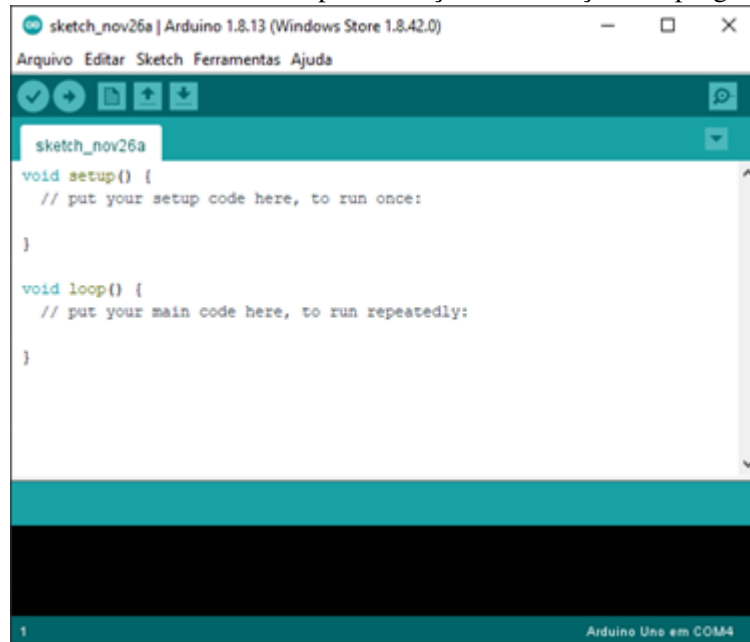 sketch_nov26a | Arduino 1.8.13 (Windows Store 1.8.42.0)
Arquivo Editar Sketch Ferramentas Ajuda
sketch_nov26a
void setup() {
// put your setup code here, to run once:
}
void loop() {
// put your main code here, to run repeatedly:
}
1 Arduino Uno em COM4